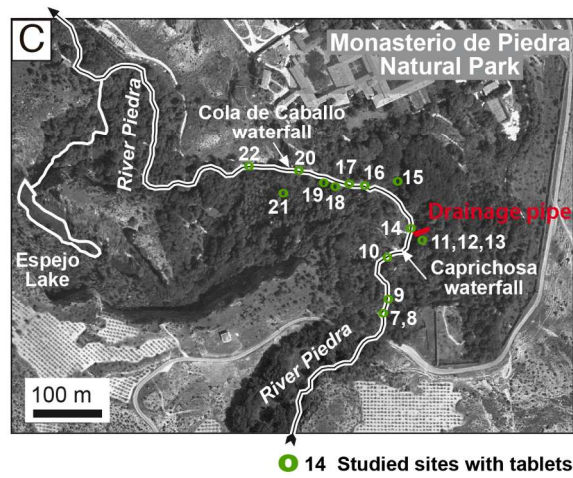 C
Monasterio de Piedra
Natural Park
River Piedra
Cola de Caballo
waterfall
22
20
19
18
17
16
15
21
14
Drainage pipe
11,12,13
10
Caprichosa
waterfall
Espejo
Lake
9
7,8
River Piedra
100 m
14 Studied sites with tablets